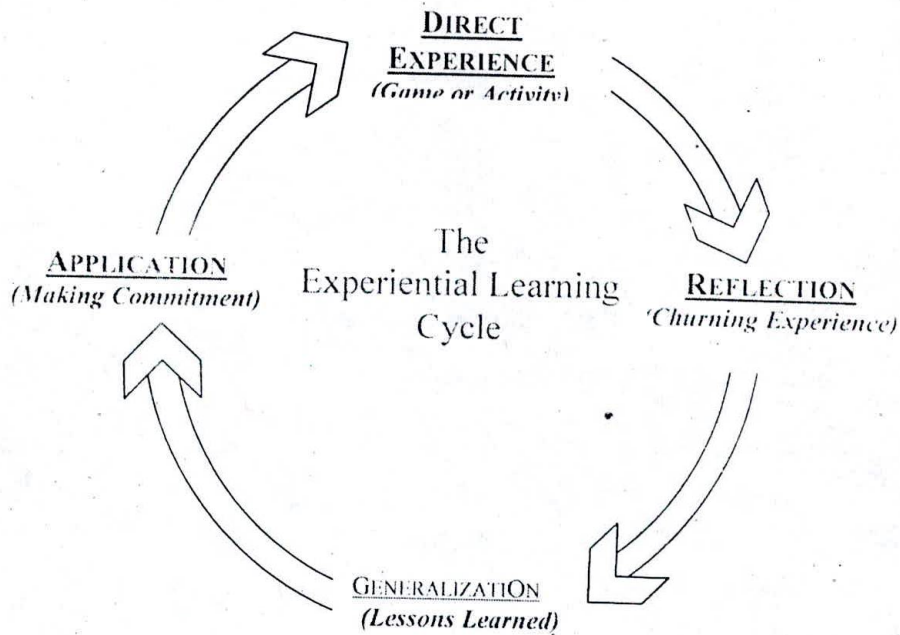 DIRECT
EXPERIENCE
(Game or Activity)
The
Experiential Learning
Cycle
REFLECTION
(Churning Experience)
GENERALIZATION
(Lessons Learned)
APPLICATION
(Making Commitment)